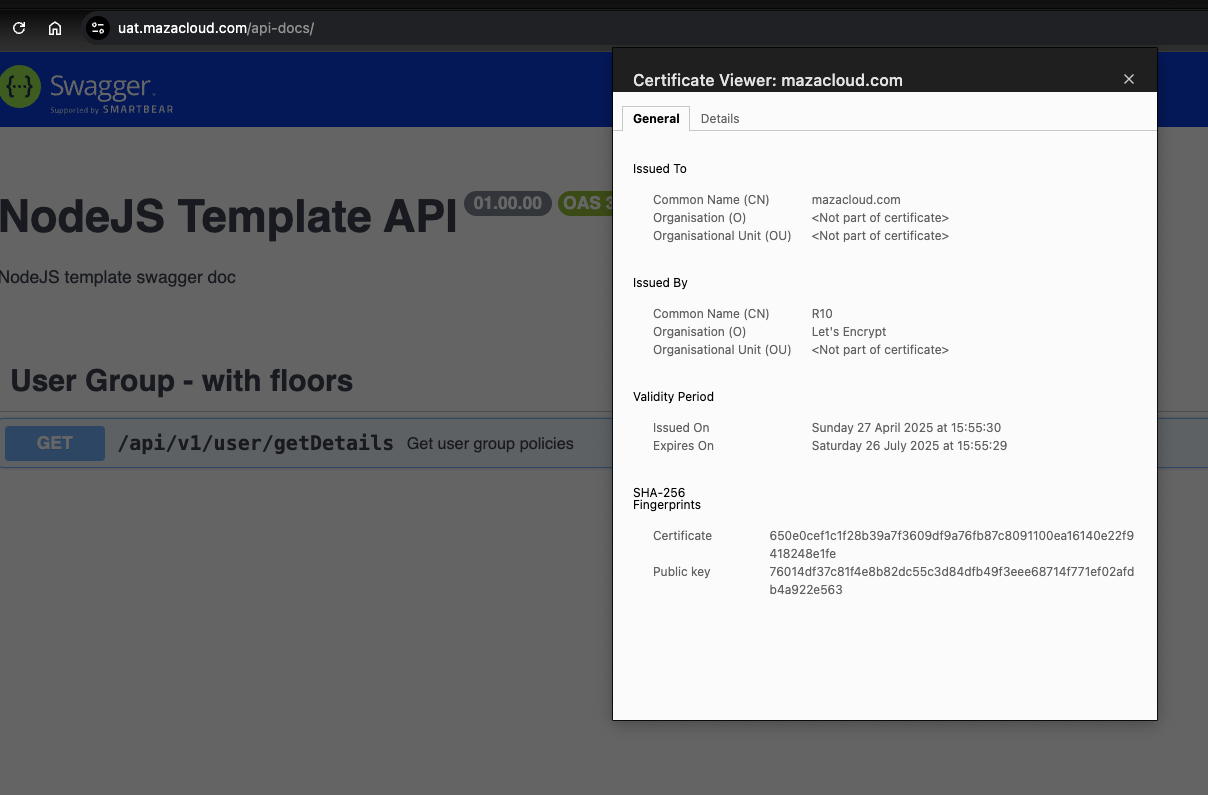 uat.mazacloud.com/api-docs/
Swagger.
Supported by SMARTBEAR
NodeJS Template API 01.00.00 OAS 3
NodeJS template swagger doc
User Group - with floors
GET /api/v1/user/getDetails Get user group policies
Certificate Viewer: mazacloud.com
General Details
Issued To
Common Name (CN) mazacloud.com
Organisation (O) <Not part of certificate>
Organisational Unit (OU) <Not part of certificate>
Issued By
Common Name (CN) R10
Organisation (O) Let's Encrypt
Organisational Unit (OU) <Not part of certificate>
Validity Period
Issued On Sunday 27 April 2025 at 15:55:30
Expires On Saturday 26 July 2025 at 15:55:29
SHA-256
Fingerprints
Certificate 650e0cef1c1f28b39a7f3609df9a76fb87c8091100ea16140e22f9
418248e1fe
Public key 76014df37c81f4e8b82dc55c3d84dfb49f3eee68714f771ef02afd
b4a922e563